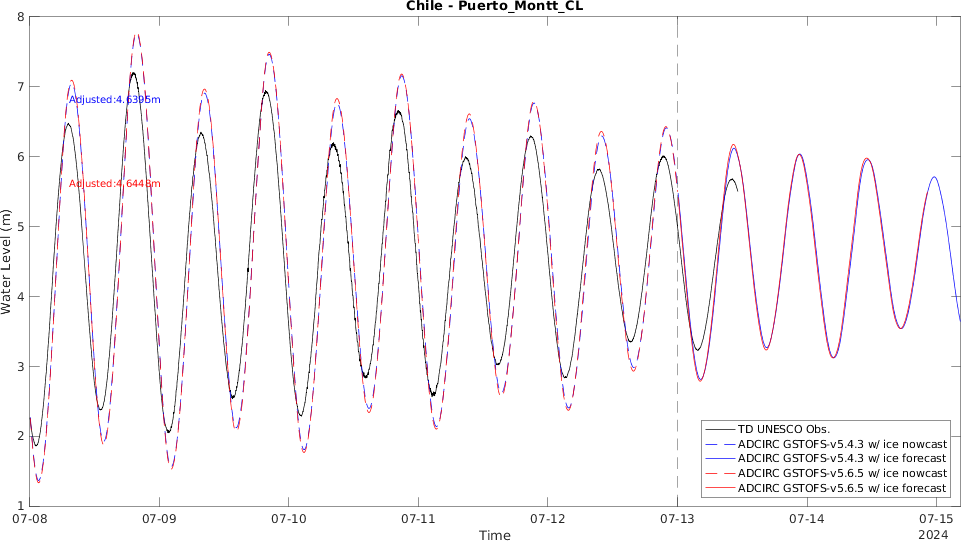 Chile - Puerto_Montt_CL
8
7
6
5
4
3
2
1
Water Level (m)
Adjusted:4.6395m
Adjusted:4.6448m
TD UNESCO Obs.
ADCIRC GSTOFS-v5.4.3 w/ ice nowcast
ADCIRC GSTOFS-v5.4.3 w/ ice forecast
ADCIRC GSTOFS-v5.6.5 w/ ice nowcast
ADCIRC GSTOFS-v5.6.5 w/ ice forecast
07-08 07-09 07-10 07-11 07-12 07-13 07-14 07-15
Time
2024